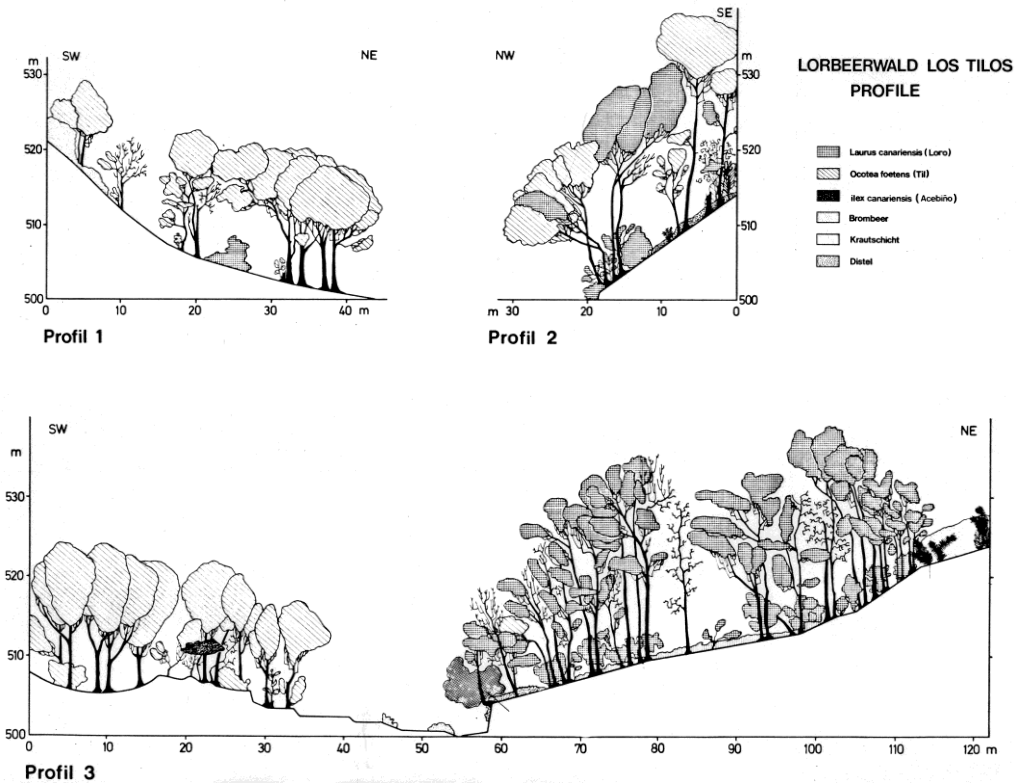 SW
NE
m
530
520
510
500
0
10
20
30
40
m
Profil 1
NW
SE
m
530
520
510
500
m
30
20
10
0
Profil 2
LORBEERWALD LOS TILOS
PROFILE
Laurus canariensis (Loro)
Ocotea foetens (Til)
ilex canariensis (Acebiño)
Brombeer
Krautschicht
Distel
SW
NE
m
530
520
510
500
0
10
20
30
40
50
60
70
80
90
100
110
120
m
Profil 3